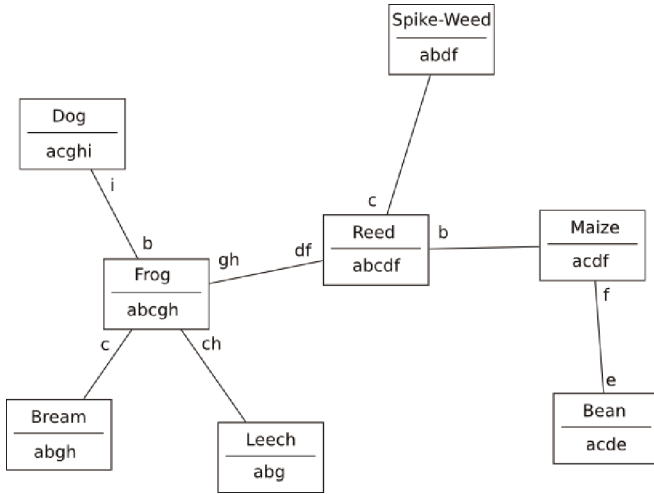 Spike-Weed
abdf
Dog
acghi
i
b
c
Reed
abcdf
b
Maize
acdf
gh
df
Frog
abcgh
f
c
ch
e
Bream
abgh
Leech
abg
Bean
acde